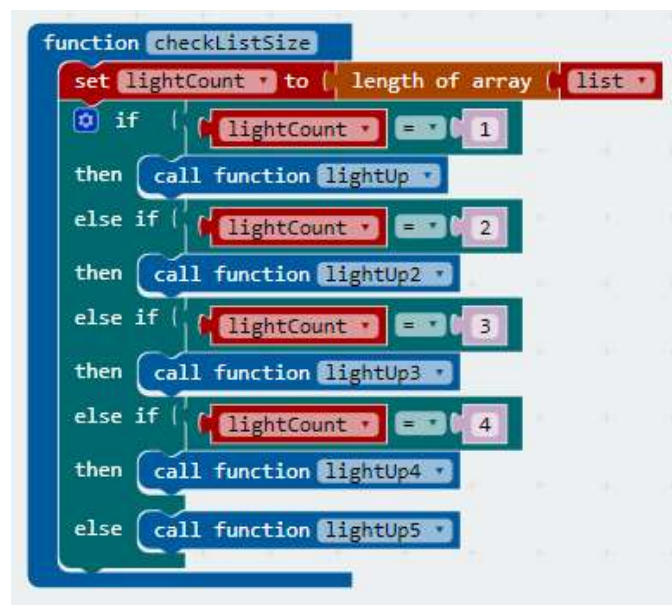 function checkListSize
set lightCount to length of array list
if lightCount = 1
then call function lightUp
else if lightCount = 2
then call function lightUp2
else if lightCount = 3
then call function lightUp3
else if lightCount = 4
then call function lightUp4
else call function lightUp5